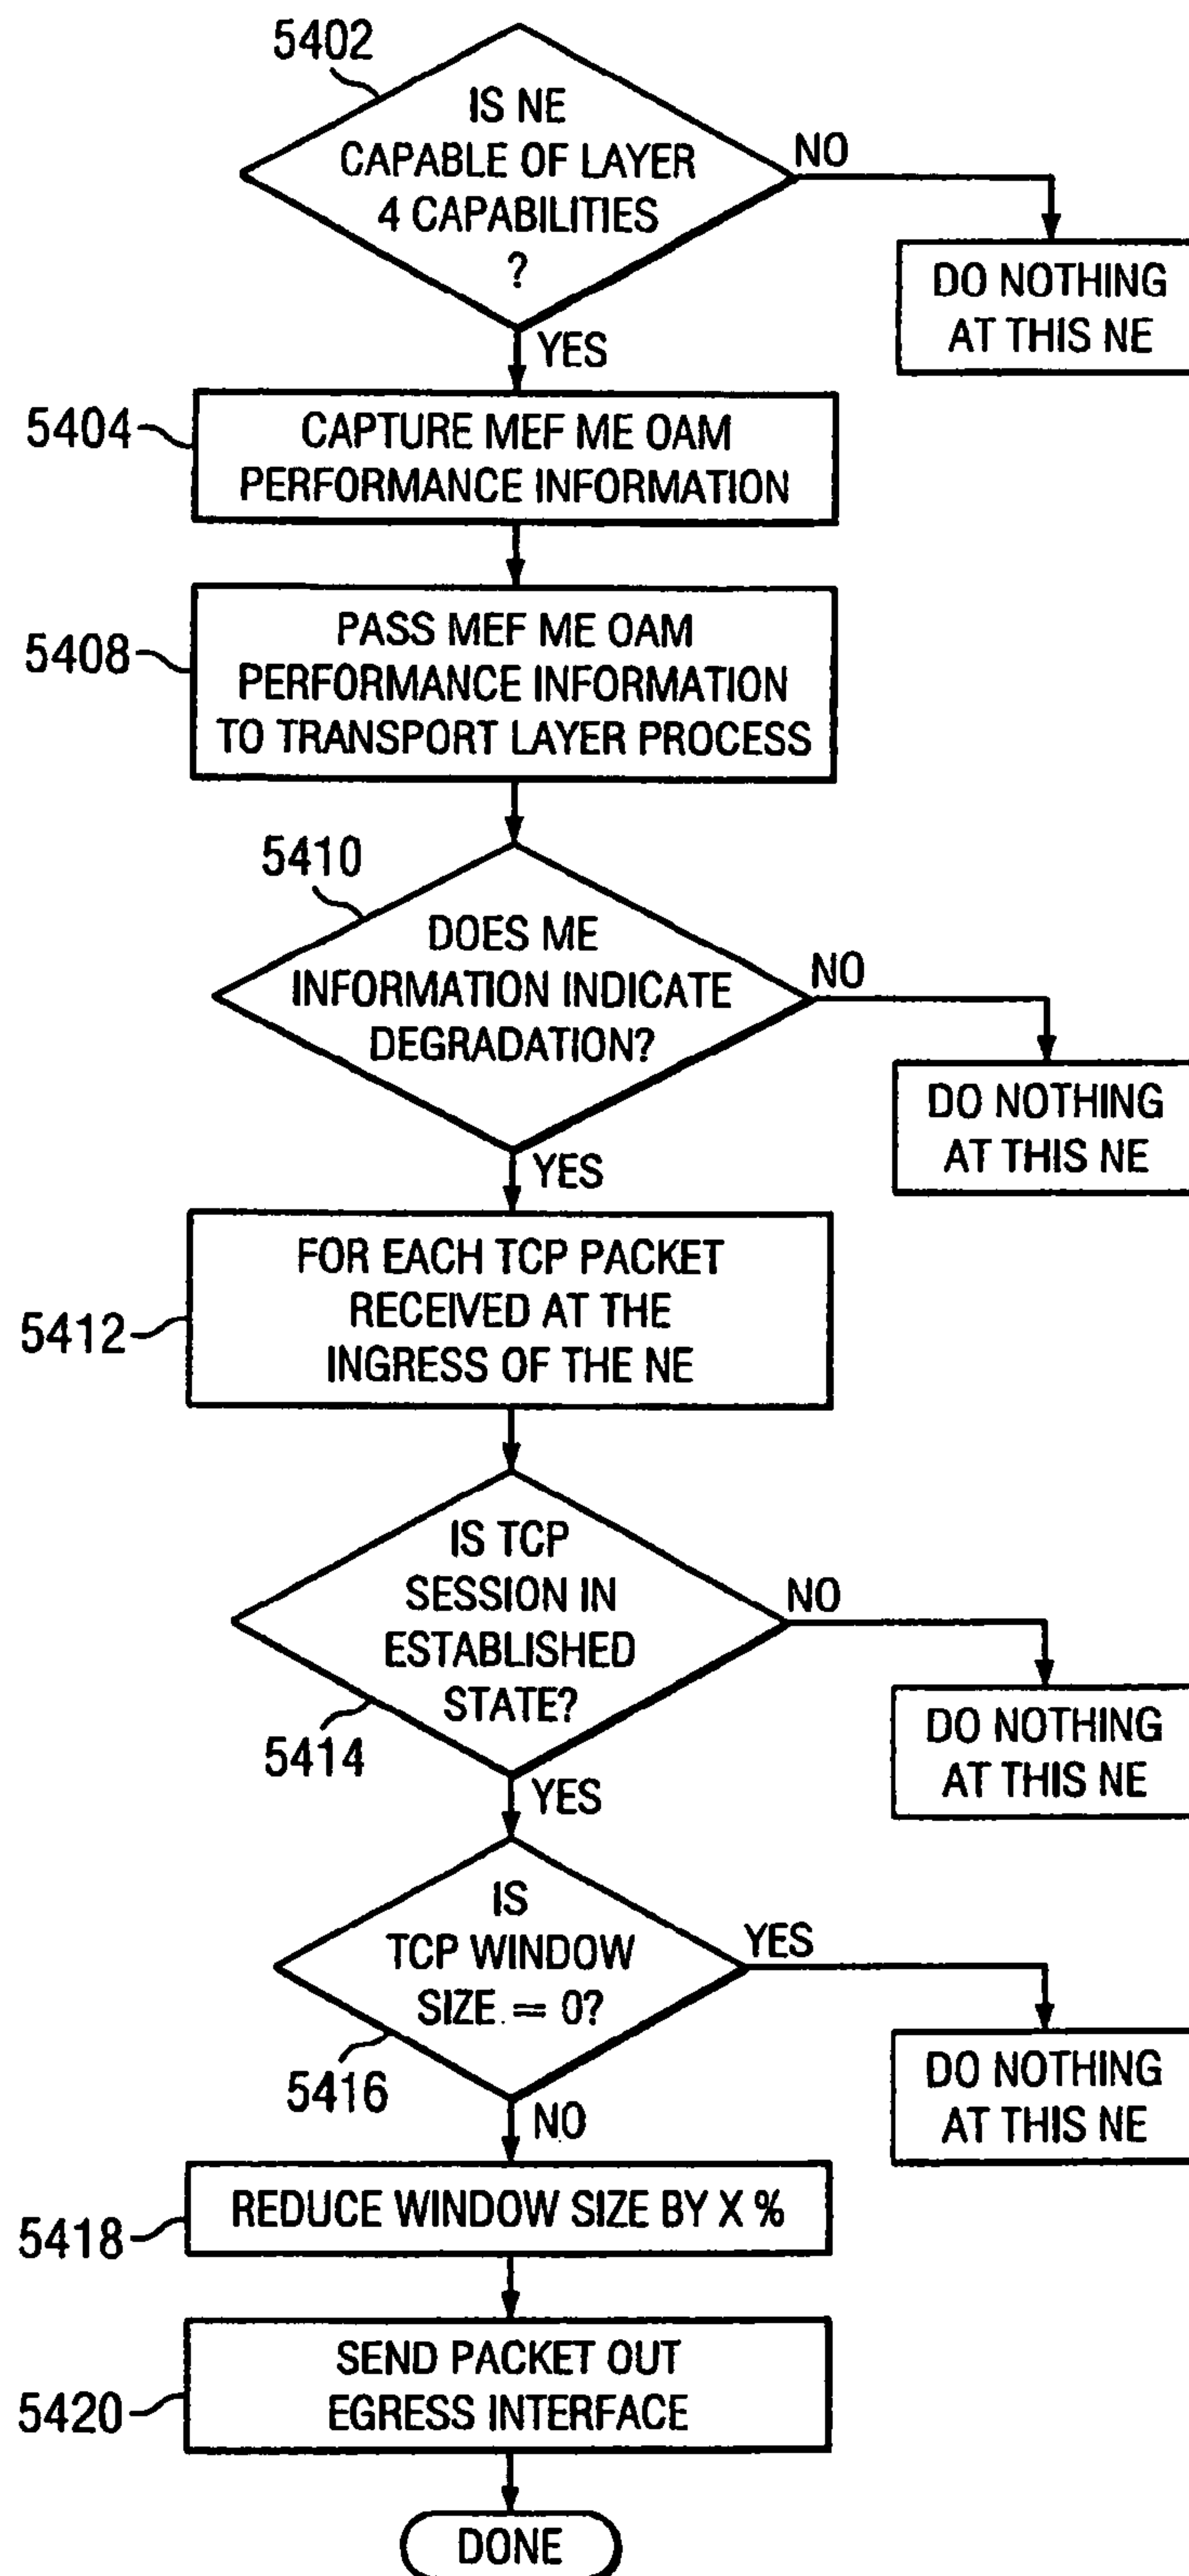 5402
IS NE
CAPABLE OF LAYER
4 CAPABILITIES
?
NO
DO NOTHING
AT THIS NE
YES
5404
CAPTURE MEF ME OAM
PERFORMANCE INFORMATION
5408
PASS MEF ME OAM
PERFORMANCE INFORMATION
TO TRANSPORT LAYER PROCESS
5410
DOES ME
INFORMATION INDICATE
DEGRADATION?
NO
DO NOTHING
AT THIS NE
YES
5412
FOR EACH TCP PACKET
RECEIVED AT THE
INGRESS OF THE NE
IS TCP
SESSION IN
ESTABLISHED
STATE?
5414
NO
DO NOTHING
AT THIS NE
YES
IS
TCP WINDOW
SIZE = 0?
5416
YES
DO NOTHING
AT THIS NE
NO
5418
REDUCE WINDOW SIZE BY X %
5420
SEND PACKET OUT
EGRESS INTERFACE
DONE